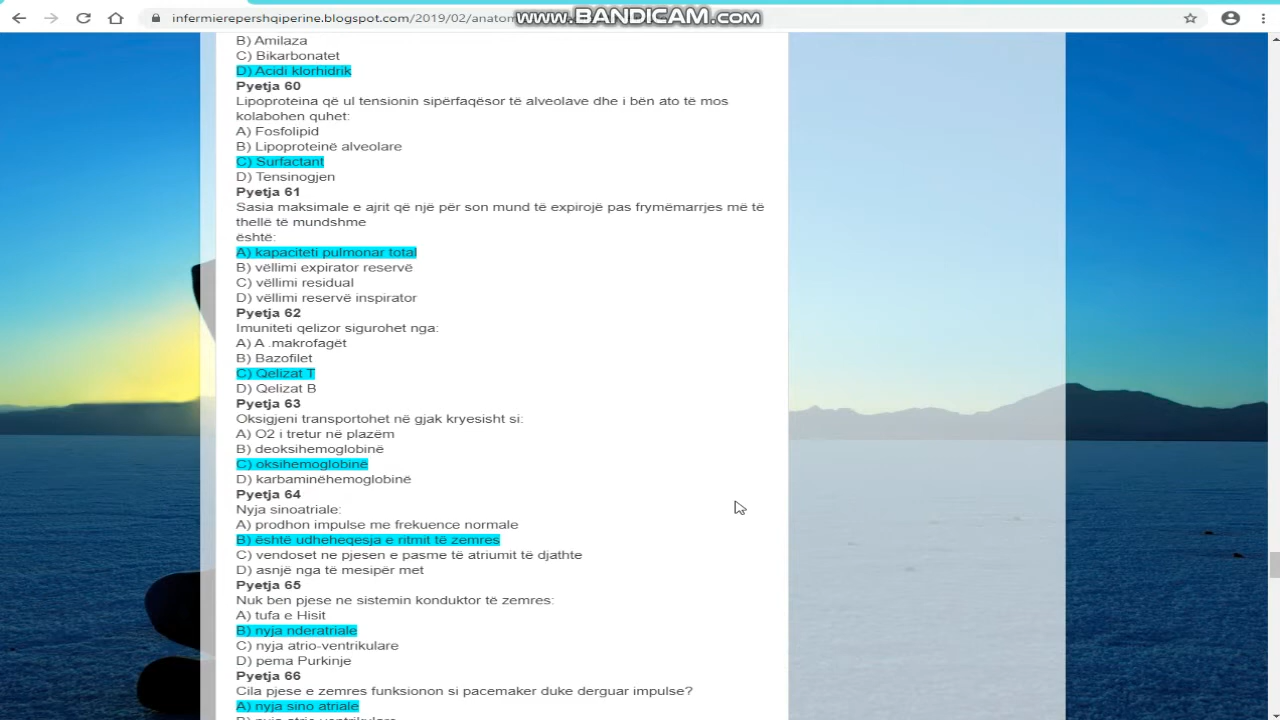 infermierepershqiperine.blogspot.com/2019/02/anatom
www.BANDICAM.com
B) Amilaza
C) Bikarbonatet
D) Acidi klorhidrik
Pyetja 60
Lipoproteina që ul tensionin sipërfaqësor të alveolave dhe i bën ato të mos
kolabohen quhet:
A) Fosfolipid
B) Lipoproteinë alveolare
C) Surfactant
D) Tensinogjen
Pyetja 61
Sasia maksimale e ajrit që një për son mund të expirojë pas frymëmarrjes më të
thellë të mundshme
është:
A) kapaciteti pulmonar total
B) vëllimi expirator reservë
C) vëllimi residual
D) vëllimi reservë inspirator
Pyetja 62
Imuniteti qelizor sigurohet nga:
A) A .makrofagët
B) Bazofilet
C) Qelizat T
D) Qelizat B
Pyetja 63
Oksigjeni transportohet në gjak kryesisht si:
A) O2 i tretur në plazëm
B) deoksihemoglobinë
C) oksihemoglobinë
D) karbaminëhemoglobinë
Pyetja 64
Nyja sinoatriale:
A) prodhon impulse me frekuence normale
B) është udheheqesja e ritmit të zemres
C) vendoset ne pjesen e pasme të atriumit të djathte
D) asnjë nga të mesipër met
Pyetja 65
Nuk ben pjese ne sistemin konduktor të zemres:
A) tufa e Hisit
B) nyja nderatriale
C) nyja atrio-ventrikulare
D) pema Purkinje
Pyetja 66
Cila pjese e zemres funksionon si pacemaker duke derguar impulse?
A) nyja sino atriale